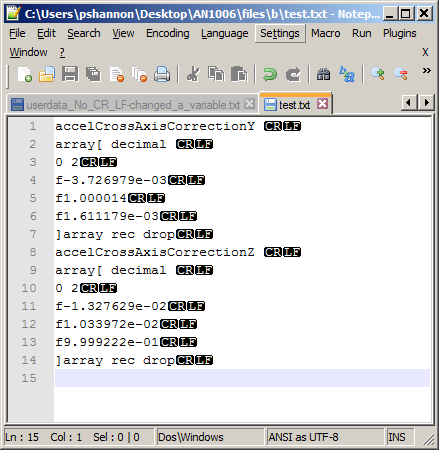 C:\Users\pshannon\Desktop\AN1006\files\b\test.txt - Notep...
File Edit Search View Encoding Language Settings Macro Run Plugins
Window ? X
userdata_No_CR_LF-changed_a_variable.txt test.txt
1 accelCrossAxisCorrectionY CRLF
2 array[ decimal CRLF
3 0 2CRLF
4 f-3.726979e-03CRLF
5 f1.000014CRLF
6 f1.611179e-03CRLF
7 ]array rec dropCRLF
8 accelCrossAxisCorrectionZ CRLF
9 array[ decimal CRLF
10 0 2CRLF
11 f-1.327629e-02CRLF
12 f1.033972e-02CRLF
13 f9.999222e-01CRLF
14 ]array rec dropCRLF
15
Ln : 15 Col : 1 Sel : 0 | 0 Dos\Windows ANSI as UTF-8 INS